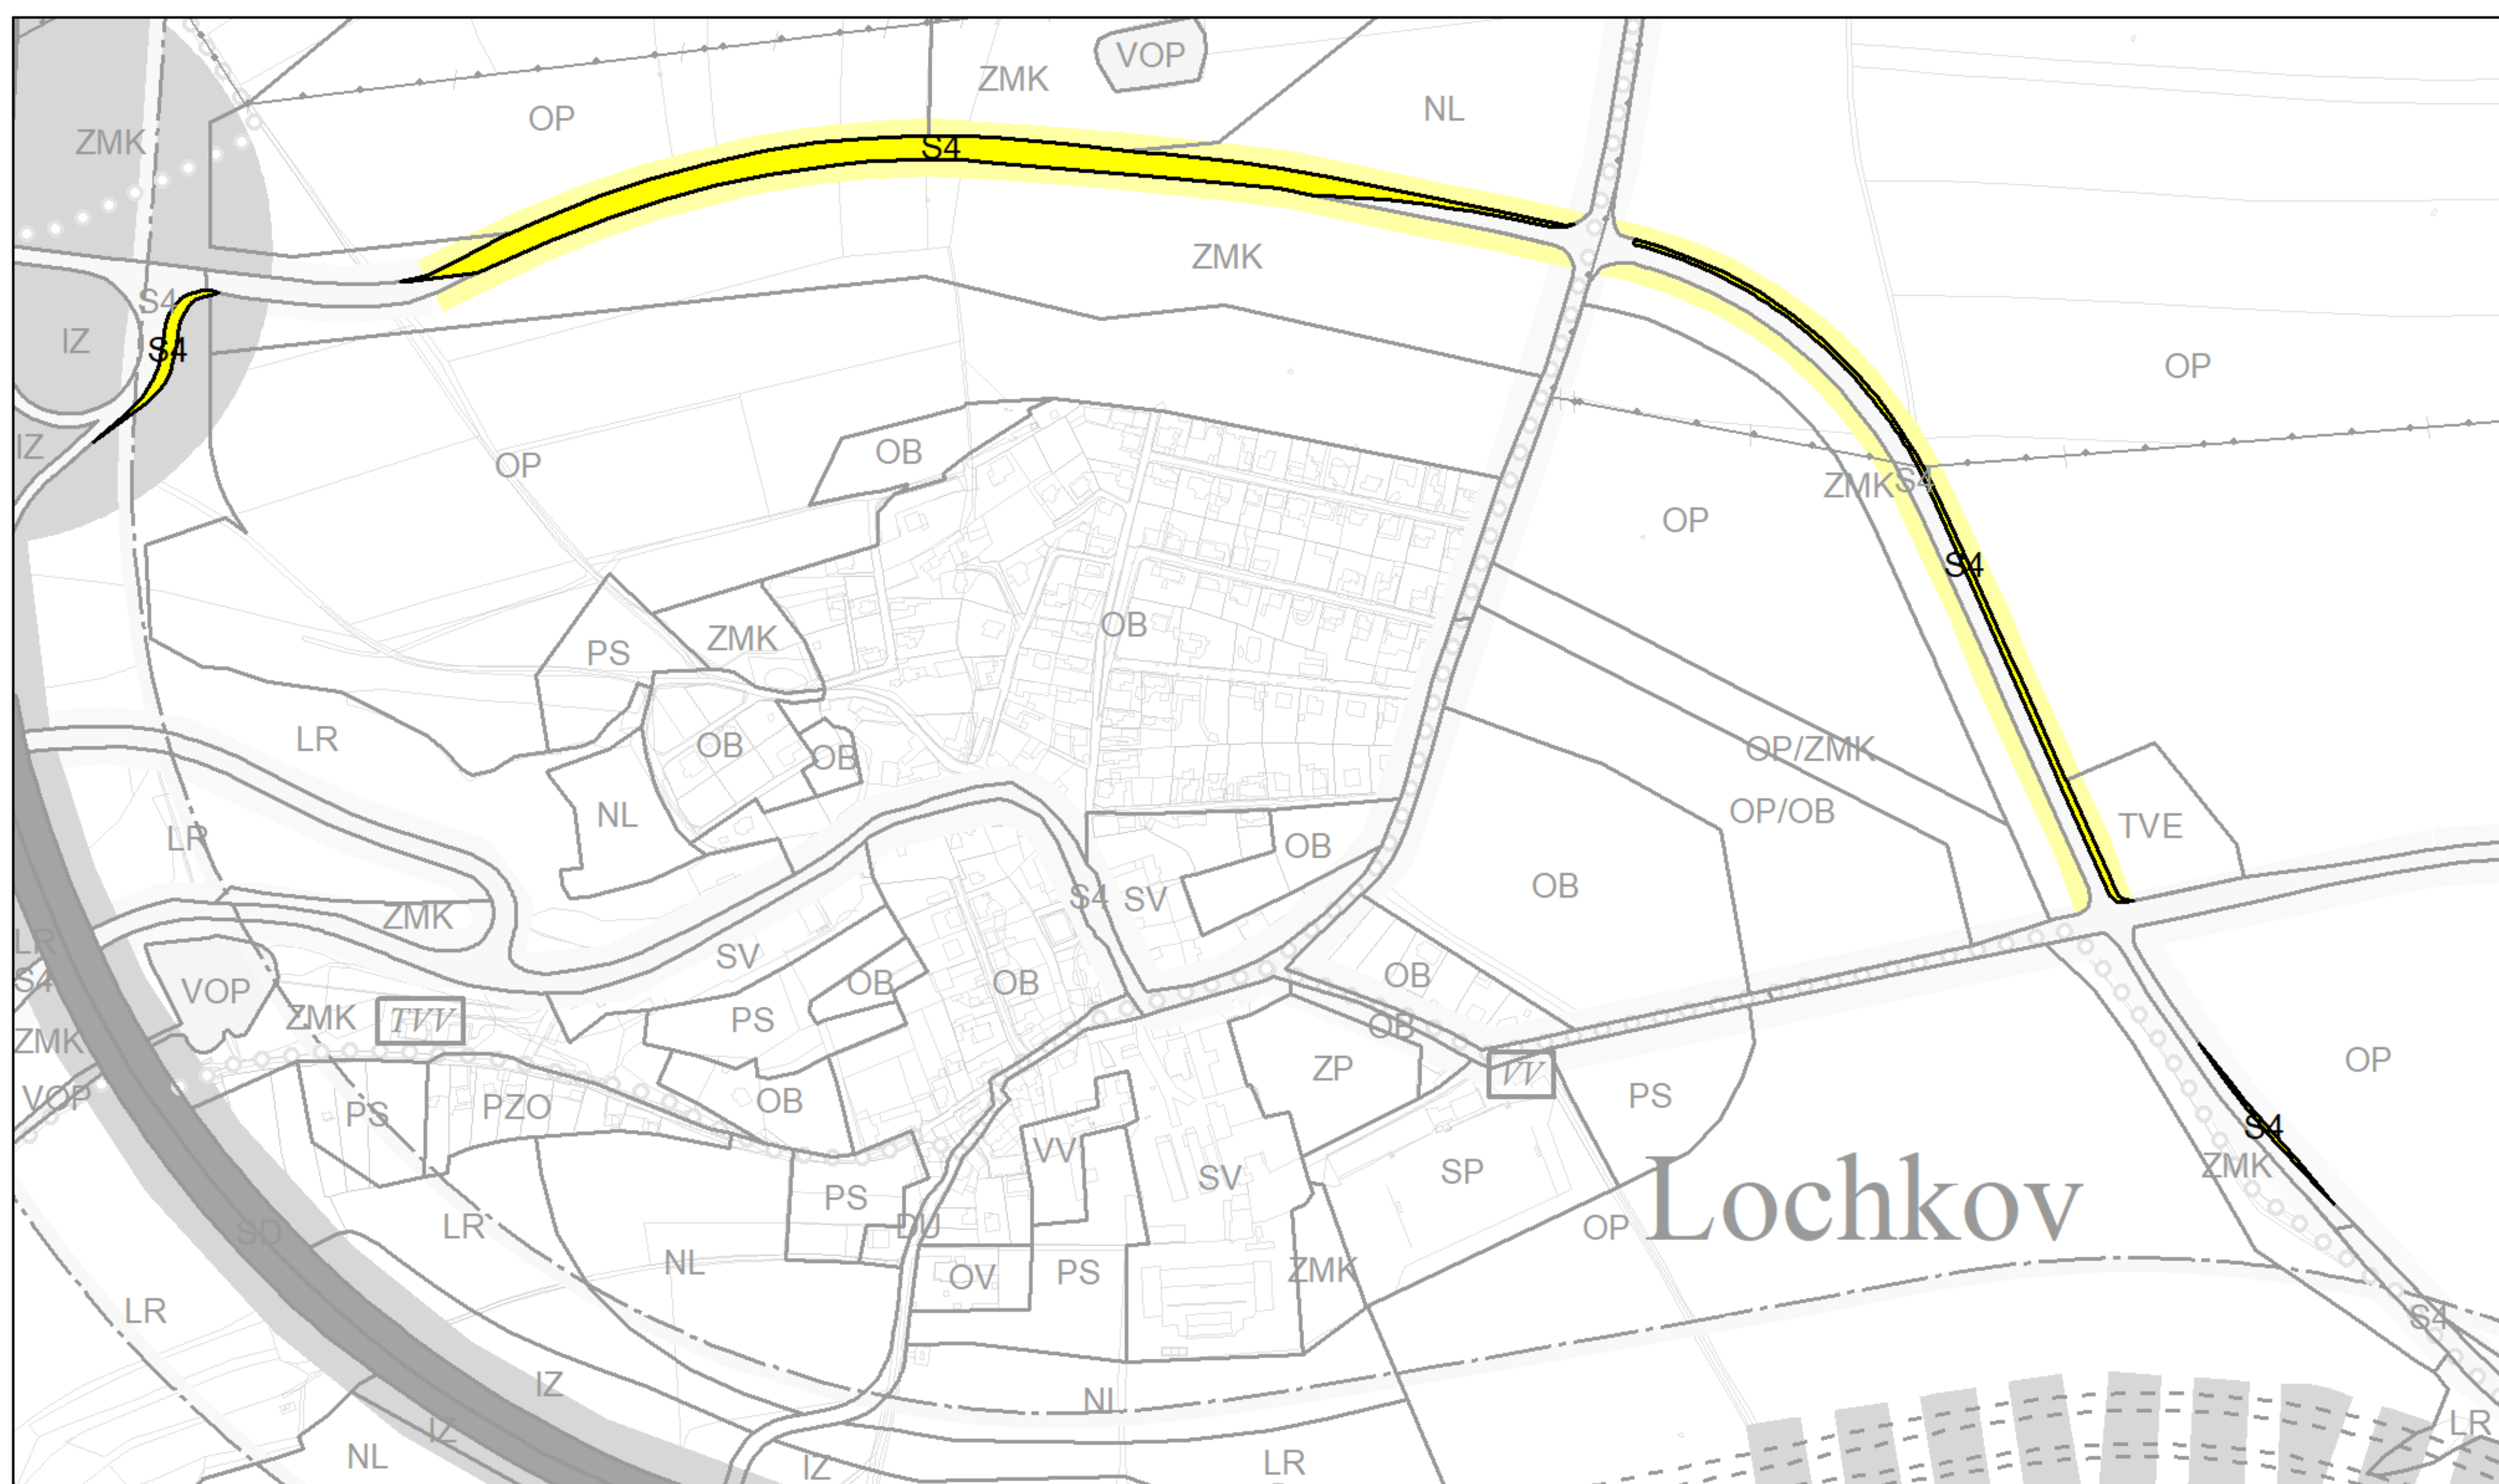 VOP
ZMK
OP
NL
ZMK
S4
ZMK
S4
IZ
S4
OP
IZ
OB
OP
ZMK
S4
OP
S4
OB
PS
ZMK
LR
OB
OB
OP/ZMK
NL
OP/OB
TVE
LR
OB
OB
S4
SV
ZMK
LR
SV
OB
OB
OB
S4
VOP
ZMK
TVV
PS
OB
ZMK
OP
ZP
VV
VOP
PS
PZO
OB
PS
S4
VV
SV
SP
ZMK
PS
Lochkov
LR
DU
OP
SD
NL
OV
PS
ZMK
LR
S4
IZ
NI
LR
IZ
NL
IZ
LR